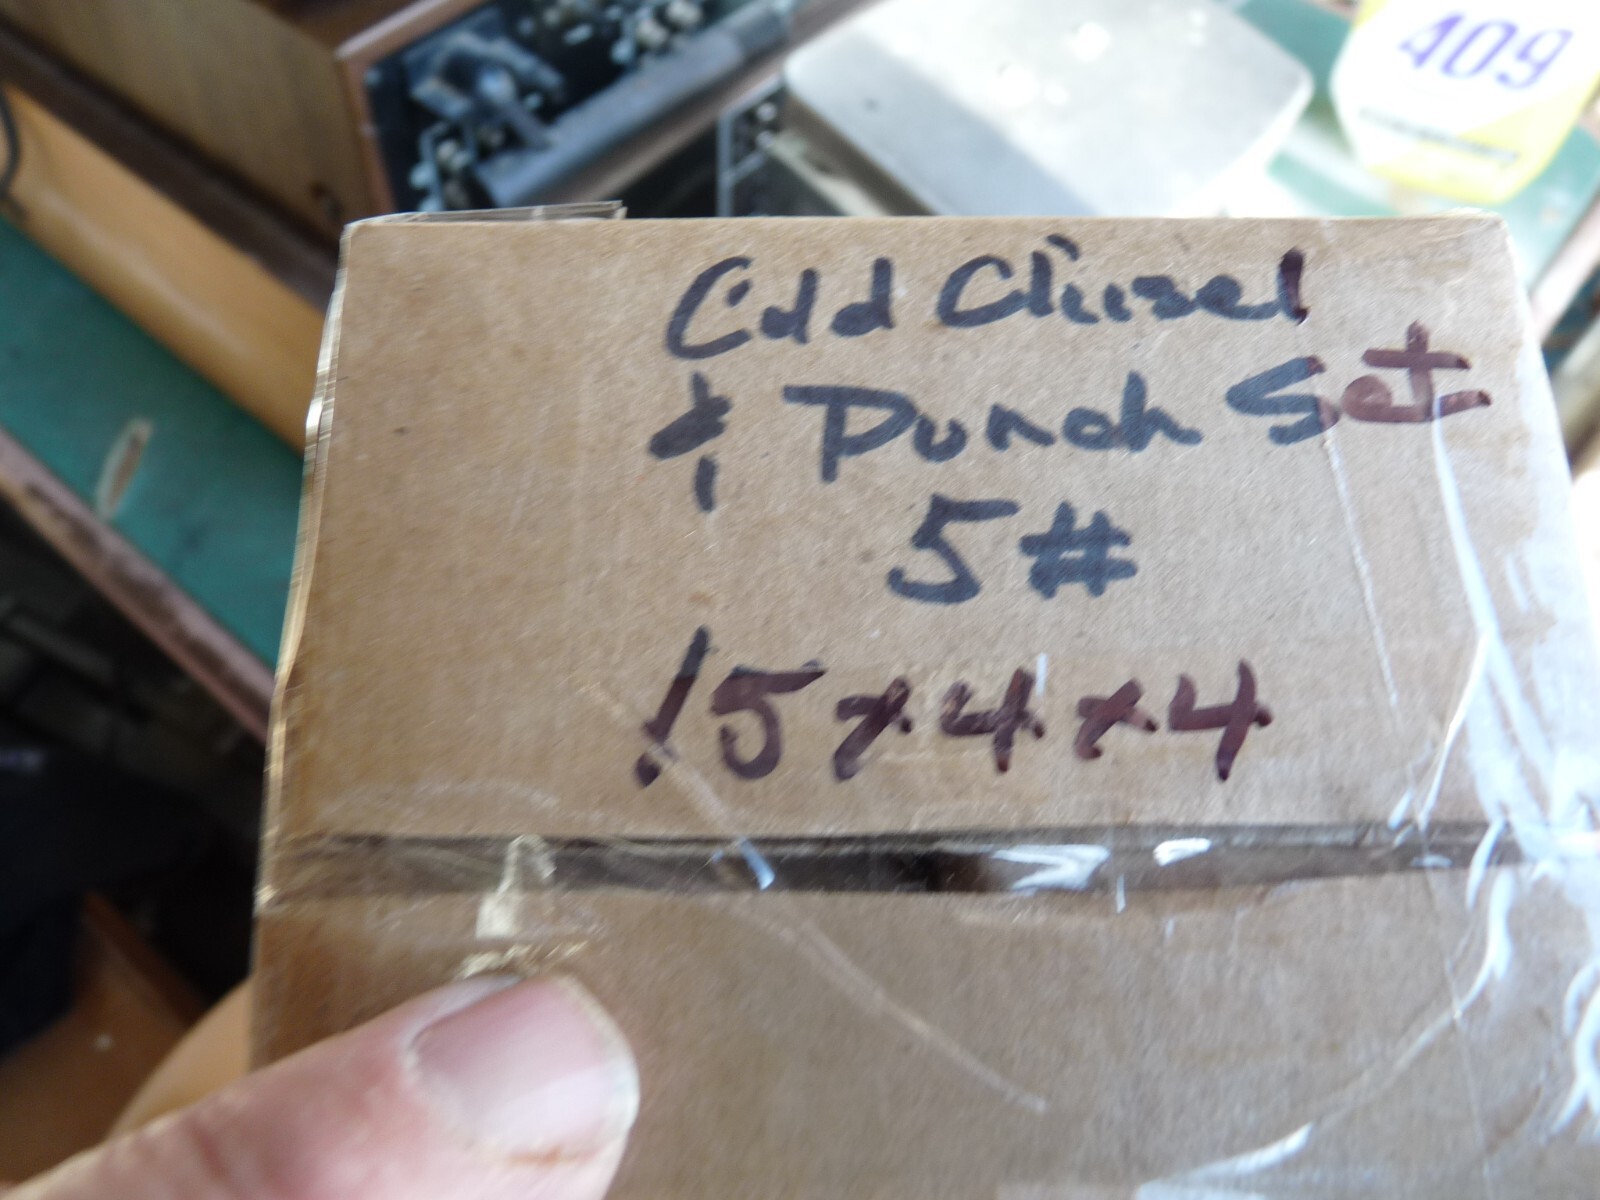 409
Cold Chisel
& Punch Set
5#
15x4x4